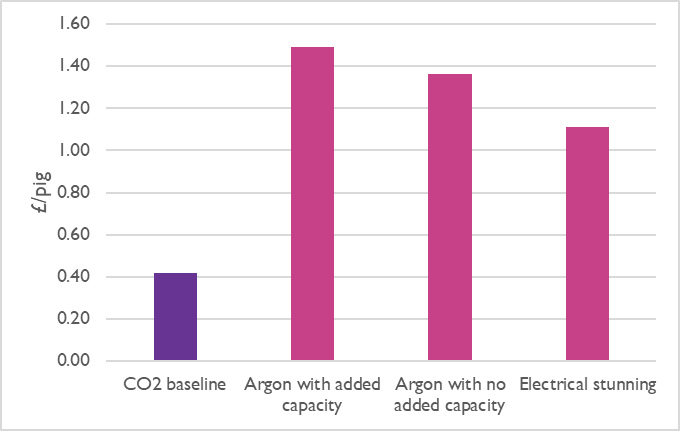 1.60
1.40
1.20
1.00
0.80
0.60
0.40
0.20
0.00
£/pig
CO2 baseline
Argon with added
capacity
Argon with no
added capacity
Electrical stunning